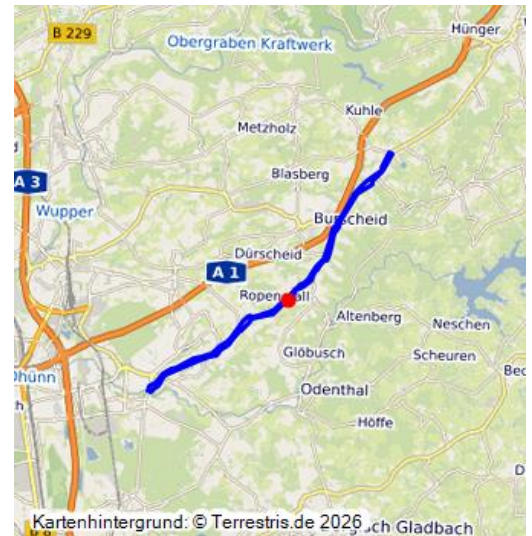 B 229
Obergraben Kraftwerk
Hünger
Kuhle
Metzholz
Blasberg
A 3
Wupper
Burscheid
Dürscheid
A 1
Altenberg
Neschen
Glöbusch
Scheuren
Dhünn
Odenthal
Höffe
Kartenhintergrund: © Terrestris.de 2026
Gladbach